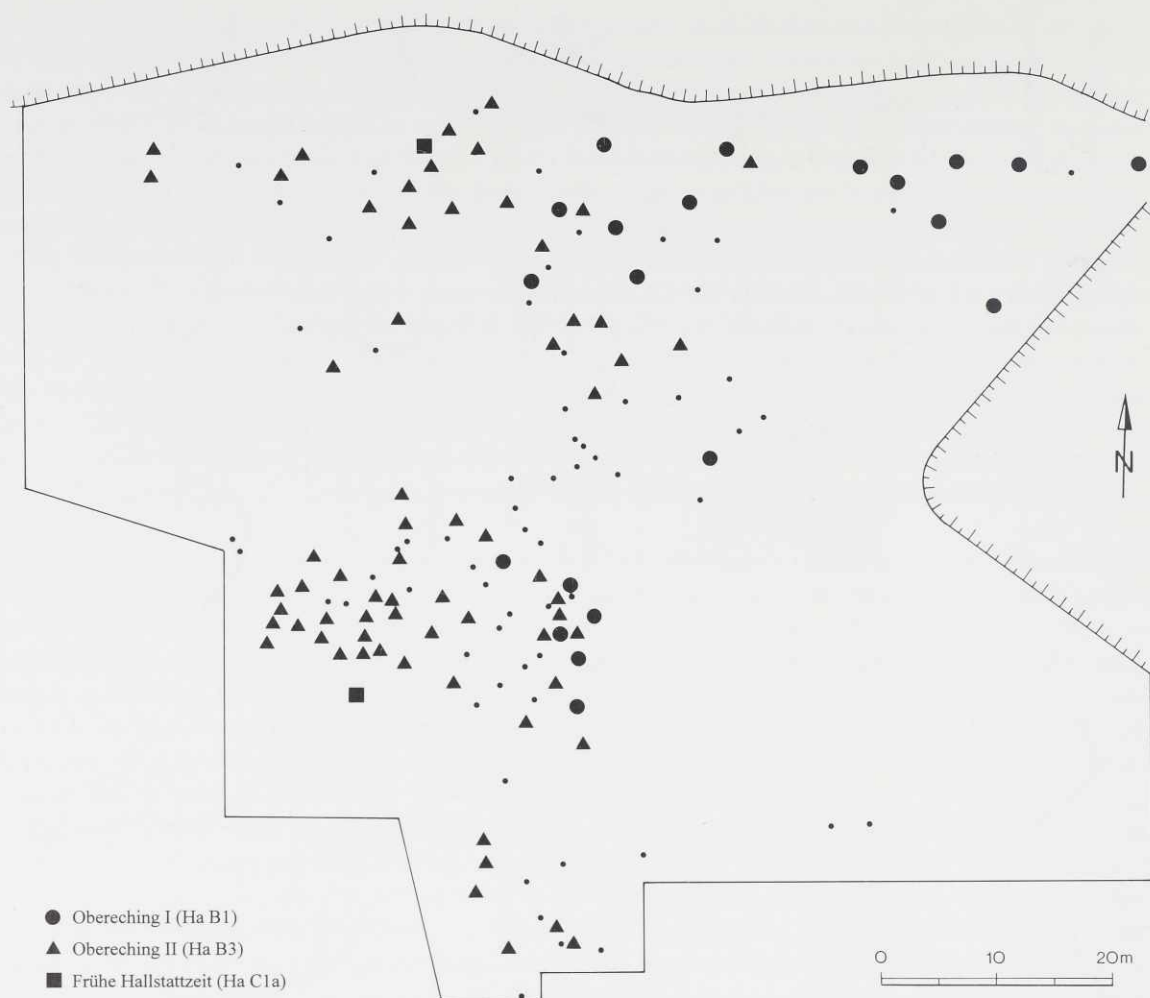 N
Obereching I (Ha B1)
Obereching II (Ha B3)
Frühe Hallstattzeit (Ha C1a)
0 10 20m